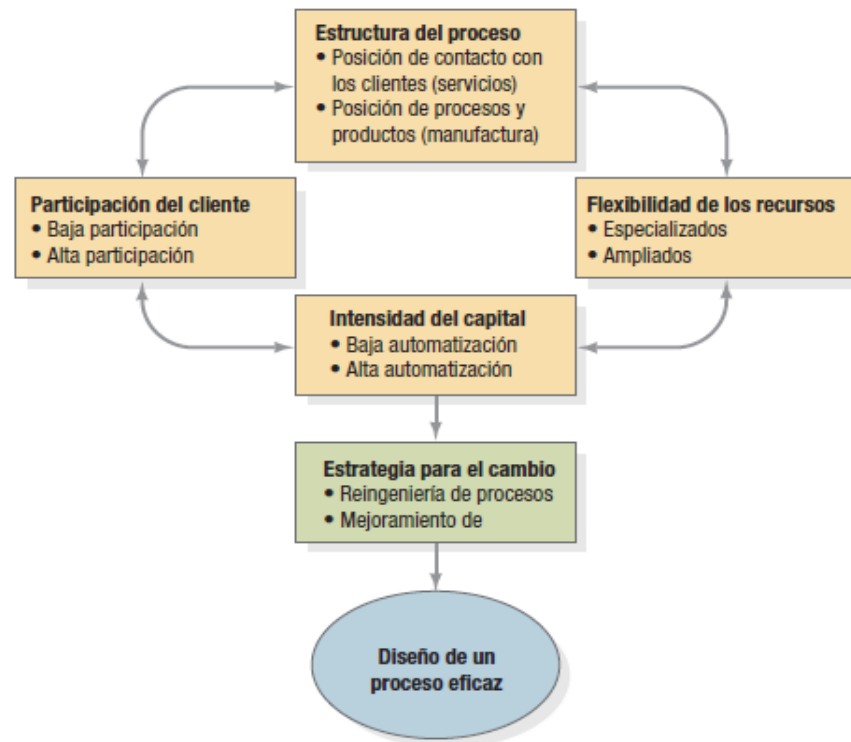 Estructura del proceso
• Posición de contacto con
los clientes (servicios)
• Posición de procesos y
productos (manufactura)
Participación del cliente
• Baja participación
• Alta participación
Flexibilidad de los recursos
• Especializados
• Ampliados
Intensidad del capital
• Baja automatización
• Alta automatización
Estrategia para el cambio
• Reingeniería de procesos
• Mejoramiento de
Diseño de un
proceso eficaz